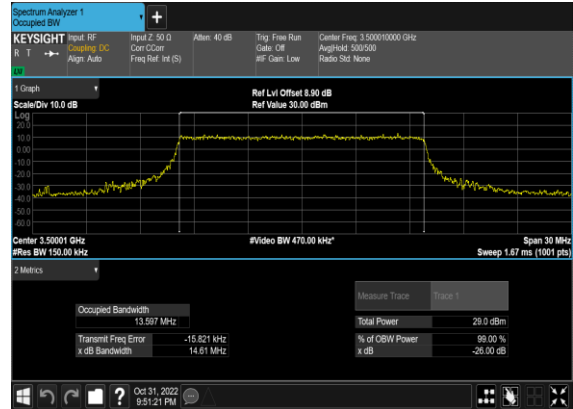 Spectrum Analyzer 1
Occupied BW
+
KEYSIGHT Input: RF Input Z: 50 Ω Atten: 40 dB Trig: Free Run Center Freq: 3.500010000 GHz
R T Coupling: DC Corr CCorr Gate: Off Avg|Hold: 500/500
Align: Auto Freq Ref: Int (S) #IF Gain: Low Radio Std: None
1 Graph Ref Lvl Offset 8.90 dB
Scale/Div 10.0 dB Ref Value 30.00 dBm
Log
20.0
10.0
0.00
-10.0
-20.0
-30.0
-40.0
-50.0
-60.0
Center 3.50001 GHz #Video BW 470.00 kHz* Span 30 MHz
#Res BW 150.00 kHz Sweep 1.67 ms (1001 pts)
2 Metrics
Measure Trace Trace 1
Occupied Bandwidth
13.597 MHz Total Power 29.0 dBm
Transmit Freq Error -15.821 kHz % of OBW Power 99.00 %
x dB Bandwidth 14.61 MHz x dB -26.00 dB
? Oct 31, 2022
9:51:21 PM